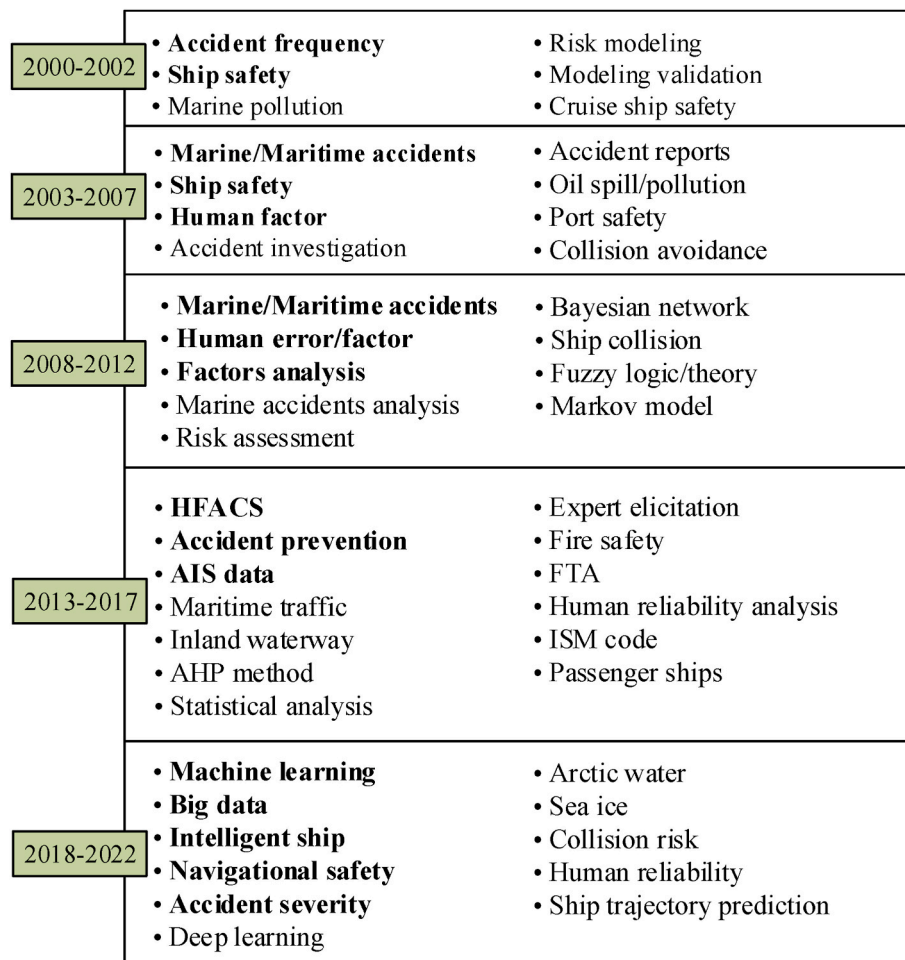 2000-2002
• Accident frequency
• Ship safety
• Marine pollution
• Risk modeling
• Modeling validation
• Cruise ship safety
2003-2007
• Marine/Maritime accidents
• Ship safety
• Human factor
• Accident investigation
• Accident reports
• Oil spill/pollution
• Port safety
• Collision avoidance
2008-2012
• Marine/Maritime accidents
• Human error/factor
• Factors analysis
• Marine accidents analysis
• Risk assessment
• Bayesian network
• Ship collision
• Fuzzy logic/theory
• Markov model
2013-2017
• HFACS
• Accident prevention
• AIS data
• Maritime traffic
• Inland waterway
• AHP method
• Statistical analysis
• Expert elicitation
• Fire safety
• FTA
• Human reliability analysis
• ISM code
• Passenger ships
2018-2022
• Machine learning
• Big data
• Intelligent ship
• Navigational safety
• Accident severity
• Deep learning
• Arctic water
• Sea ice
• Collision risk
• Human reliability
• Ship trajectory prediction